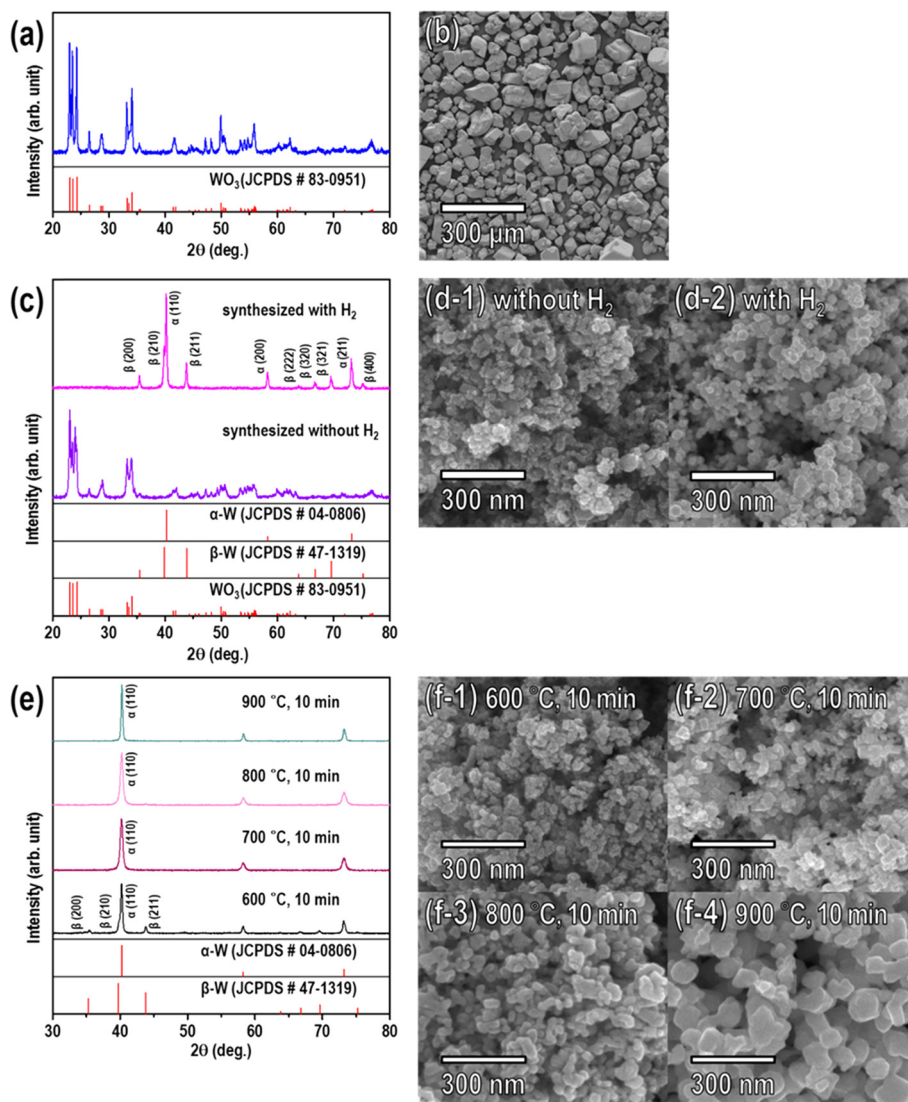 (a)
Intensity (arb. unit)
WO₃(JCPDS # 83-0951)
20 30 40 50 60 70 80
2θ (deg.)
(b)
300 μm
(c)
Intensity (arb. unit)
synthesized with H₂
β (200)
β (210)
α (110)
β (211)
α (200)
β (222)
β (320)
β (321)
α (211)
β (400)
synthesized without H₂
α-W (JCPDS # 04-0806)
β-W (JCPDS # 47-1319)
WO₃(JCPDS # 83-0951)
20 30 40 50 60 70 80
2θ (deg.)
(d-1) without H₂
300 nm
(d-2) with H₂
300 nm
(e)
Intensity (arb. unit)
α (110)
900 °C, 10 min
α (110)
800 °C, 10 min
α (110)
700 °C, 10 min
β (200)
β (210)
α (110)
β (211)
600 °C, 10 min
α-W (JCPDS # 04-0806)
β-W (JCPDS # 47-1319)
30 40 50 60 70 80
2θ (deg.)
(f-1) 600 °C, 10 min
300 nm
(f-2) 700 °C, 10 min
300 nm
(f-3) 800 °C, 10 min
300 nm
(f-4) 900 °C, 10 min
300 nm